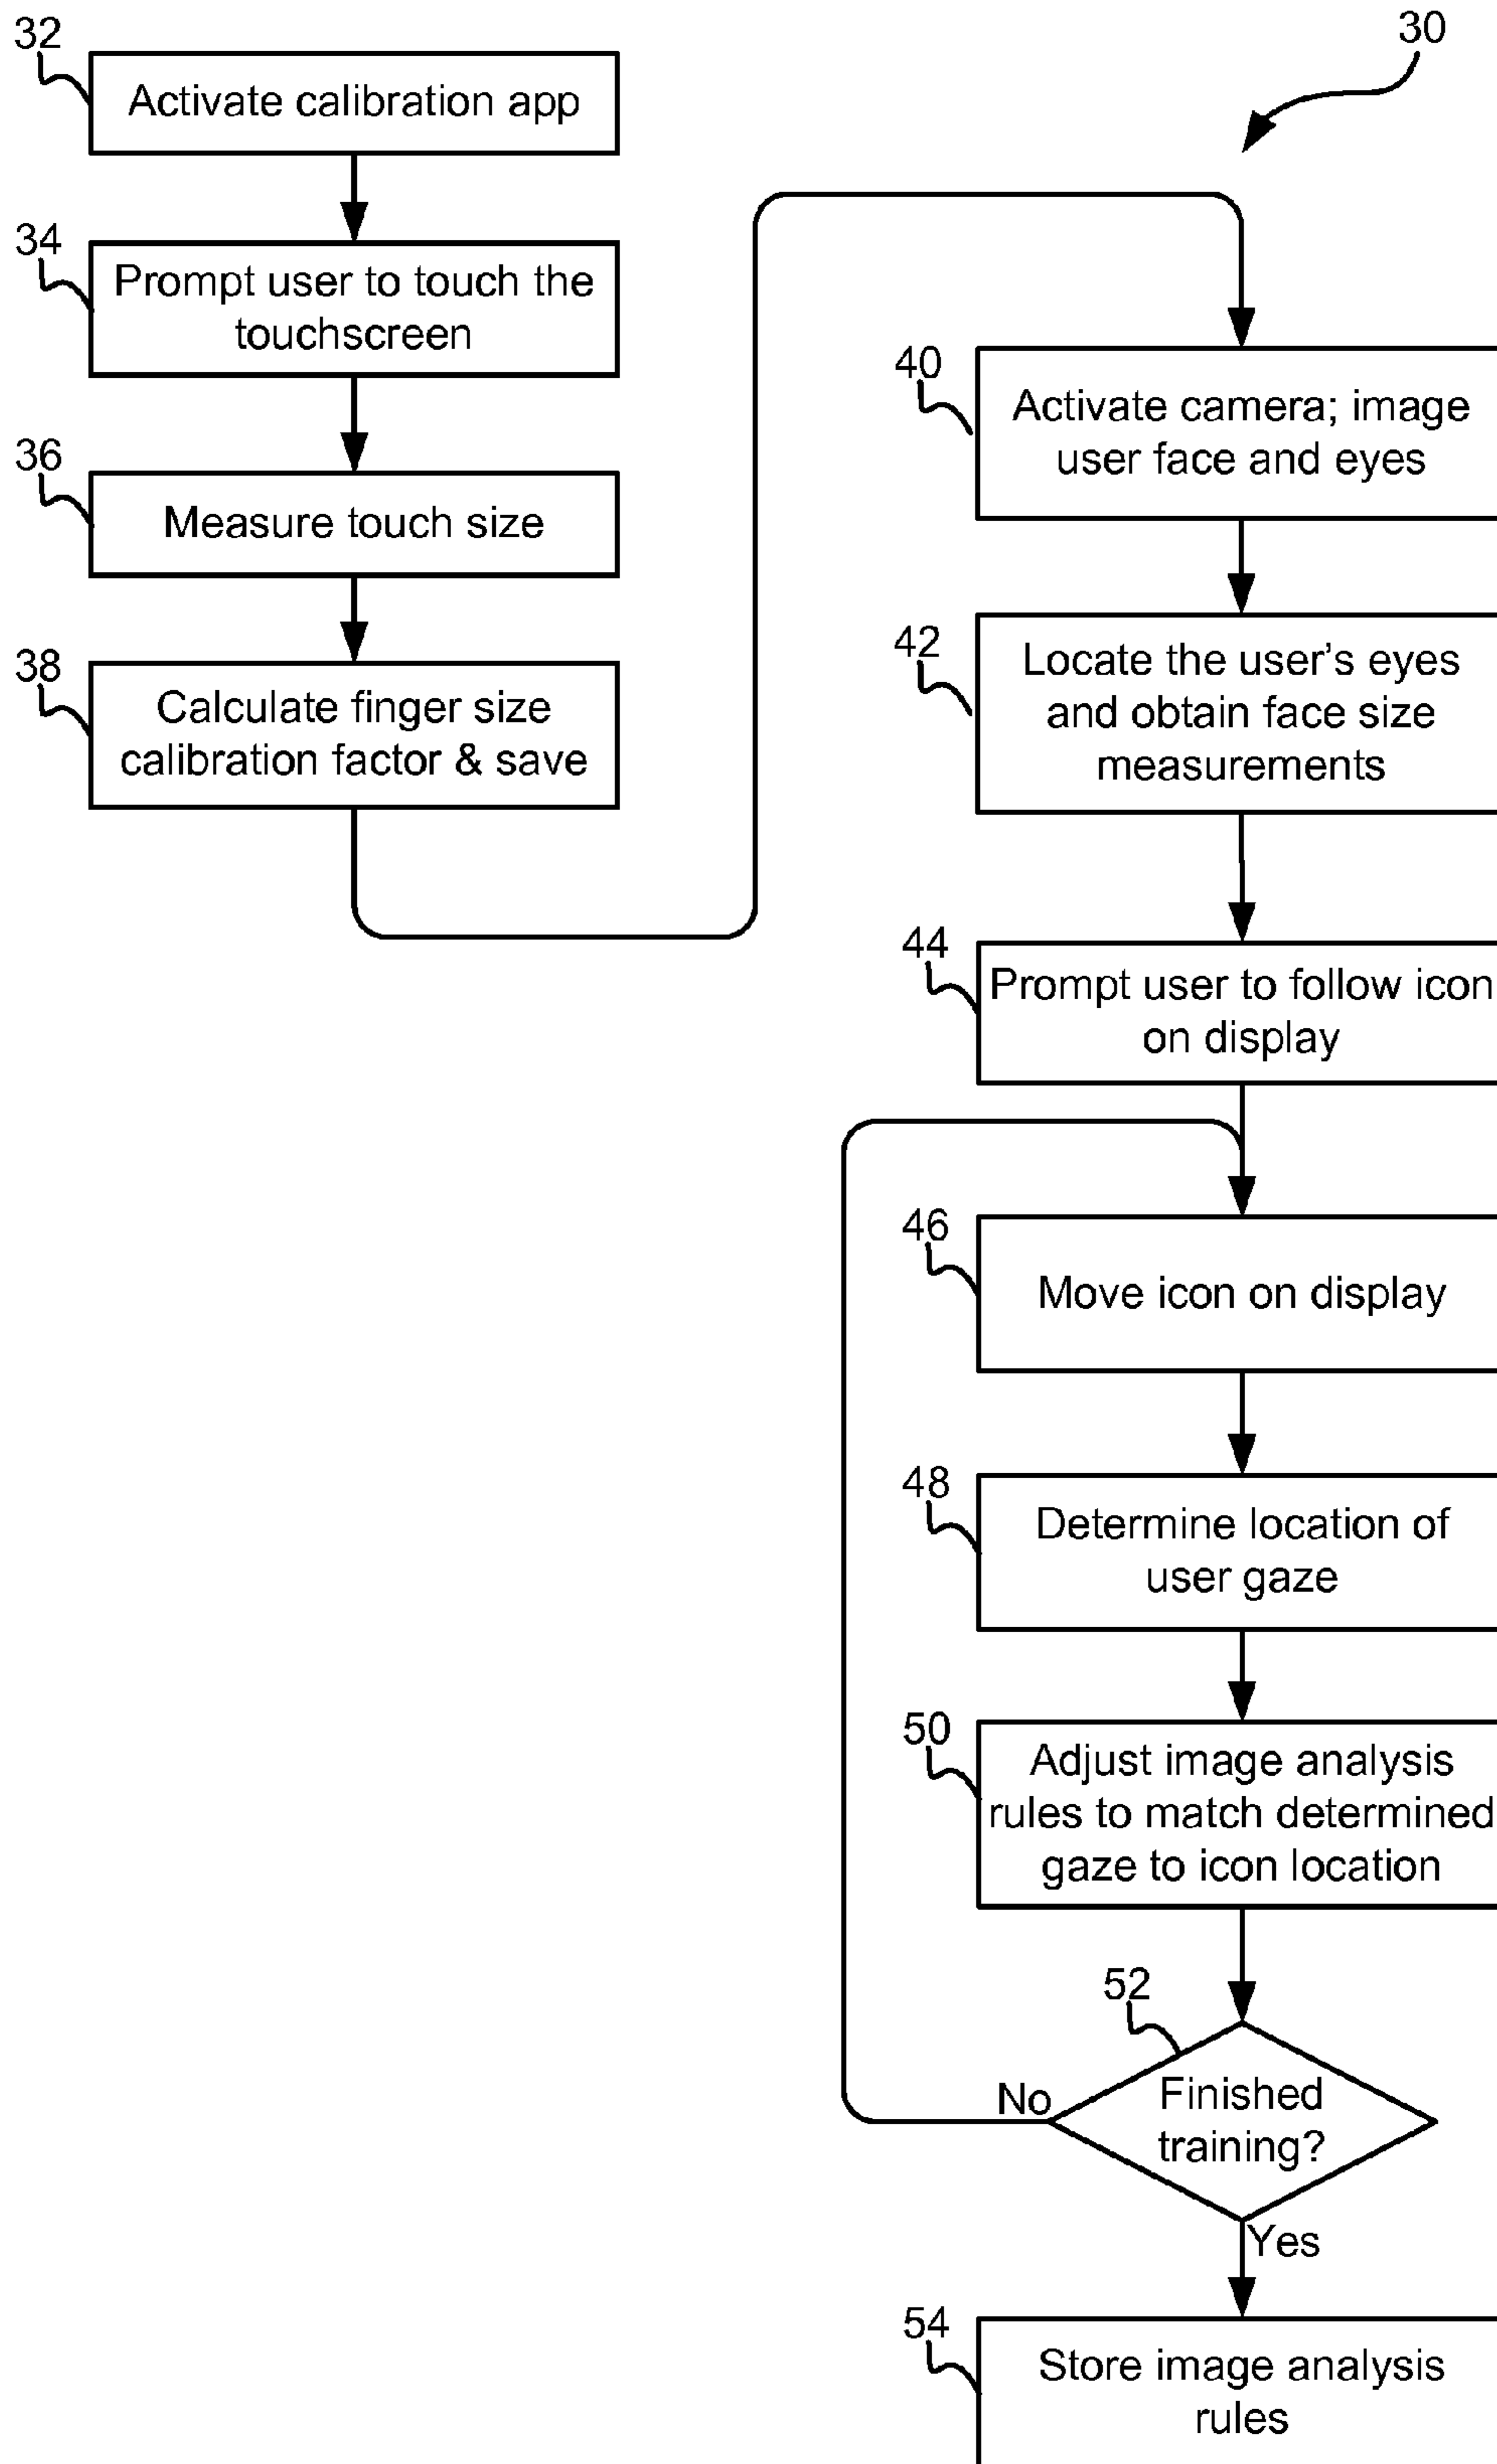 32
Activate calibration app
34
Prompt user to touch the
touchscreen
36
Measure touch size
38
Calculate finger size
calibration factor & save
30
40
Activate camera; image
user face and eyes
42
Locate the user's eyes
and obtain face size
measurements
44
Prompt user to follow icon
on display
46
Move icon on display
48
Determine location of
user gaze
50
Adjust image analysis
rules to match determined
gaze to icon location
52
Finished
training?
No
Yes
54
Store image analysis
rules